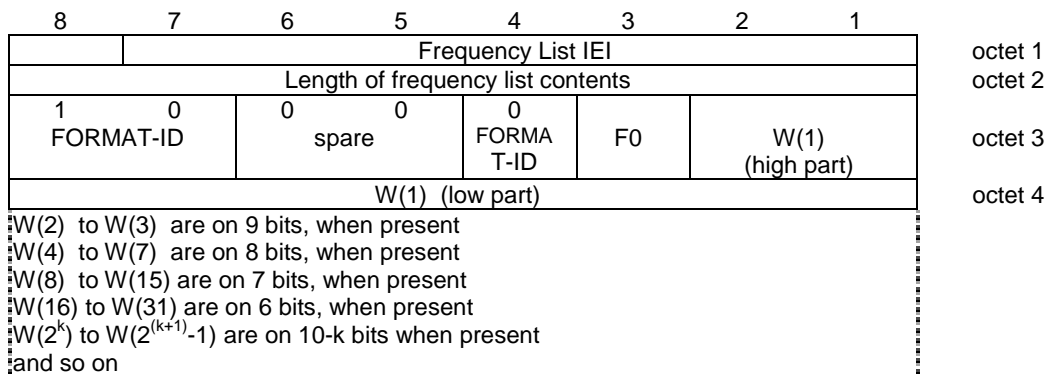 8 7 6 5 4 3 2 1
Frequency List IEI octet 1
Length of frequency list contents octet 2
1 0 0 0 0
FORMAT-ID spare FORMA F0 W(1) octet 3
T-ID (high part)
W(1) (low part) octet 4
W(2) to W(3) are on 9 bits, when present
W(4) to W(7) are on 8 bits, when present
W(8) to W(15) are on 7 bits, when present
W(16) to W(31) are on 6 bits, when present
W(2^k) to W(2^(k+1)-1) are on 10-k bits when present
and so on